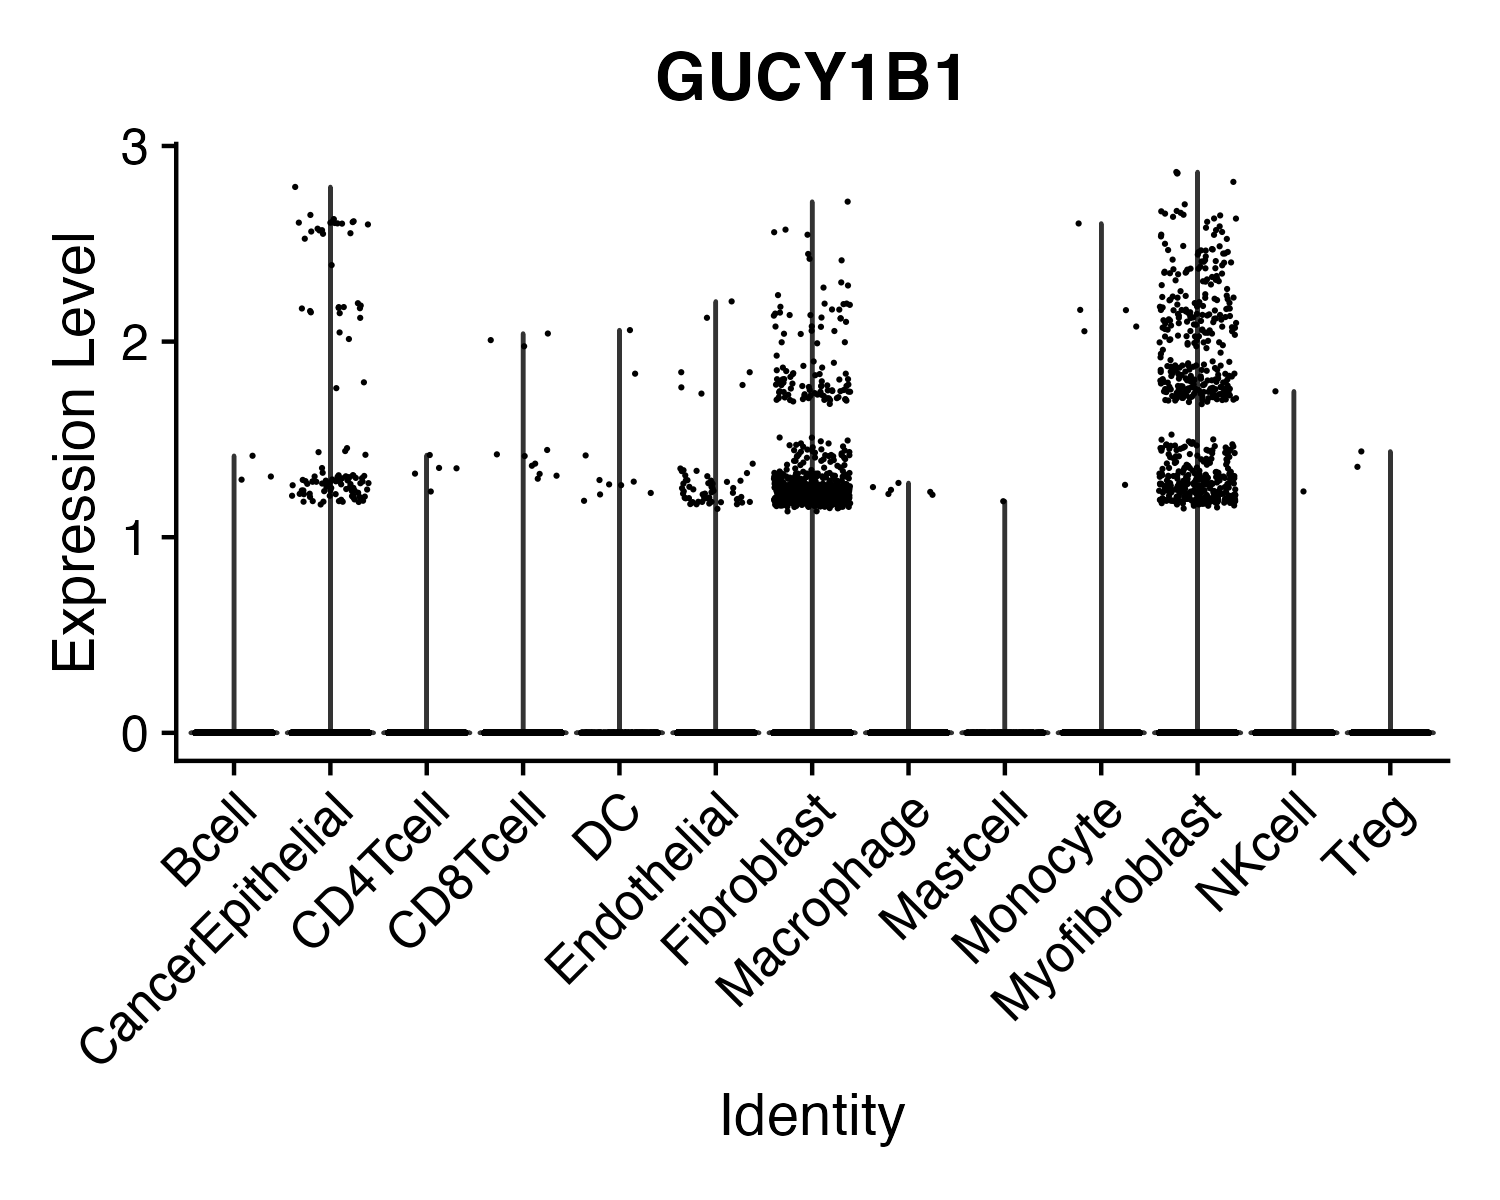 GUCY1B1
Expression Level
3
2
1
0
Bcell
CancerEpithelial
CD4Tcell
CD8Tcell
DC
Endothelial
Fibroblast
Macrophage
Mastcell
Monocyte
Myofibroblast
NKcell
Treg
Identity